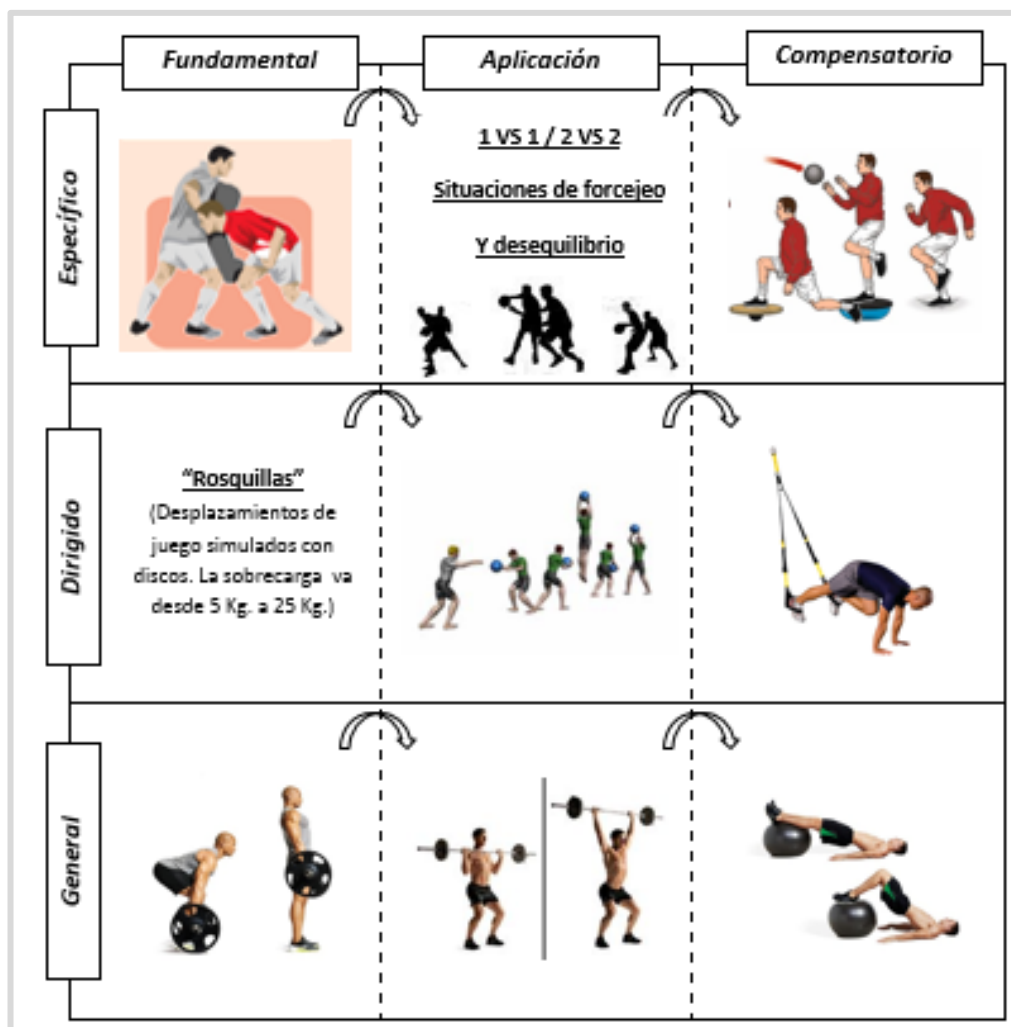 Fundamental
Aplicación
Compensatorio
Específico
1 VS 1 / 2 VS 2
Situaciones de forcejeo
Y desequilibrio
Dirigido
“Rosquillas”
(Desplazamientos de
juego simulados con
discos. La sobrecarga va
desde 5 Kg. a 25 Kg.)
General